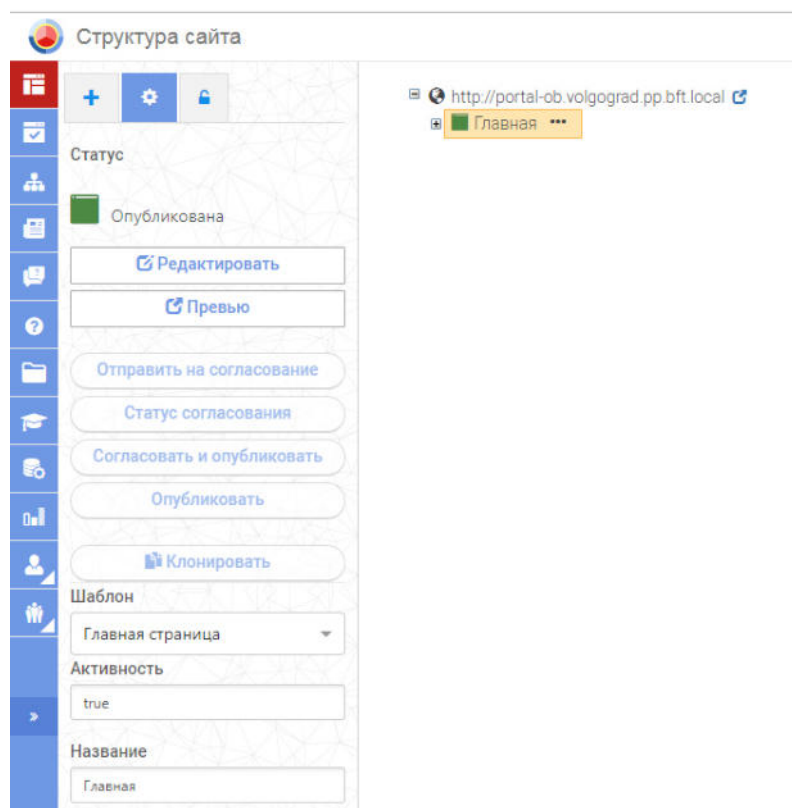 Структура сайта
http://portal-ob.volgograd.pp.bft.local
Главная
Статус
Опубликована
Редактировать
Превью
Отправить на согласование
Статус согласования
Согласовать и опубликовать
Опубликовать
Клонировать
Шаблон
Главная страница
Активность
true
Название
Главная